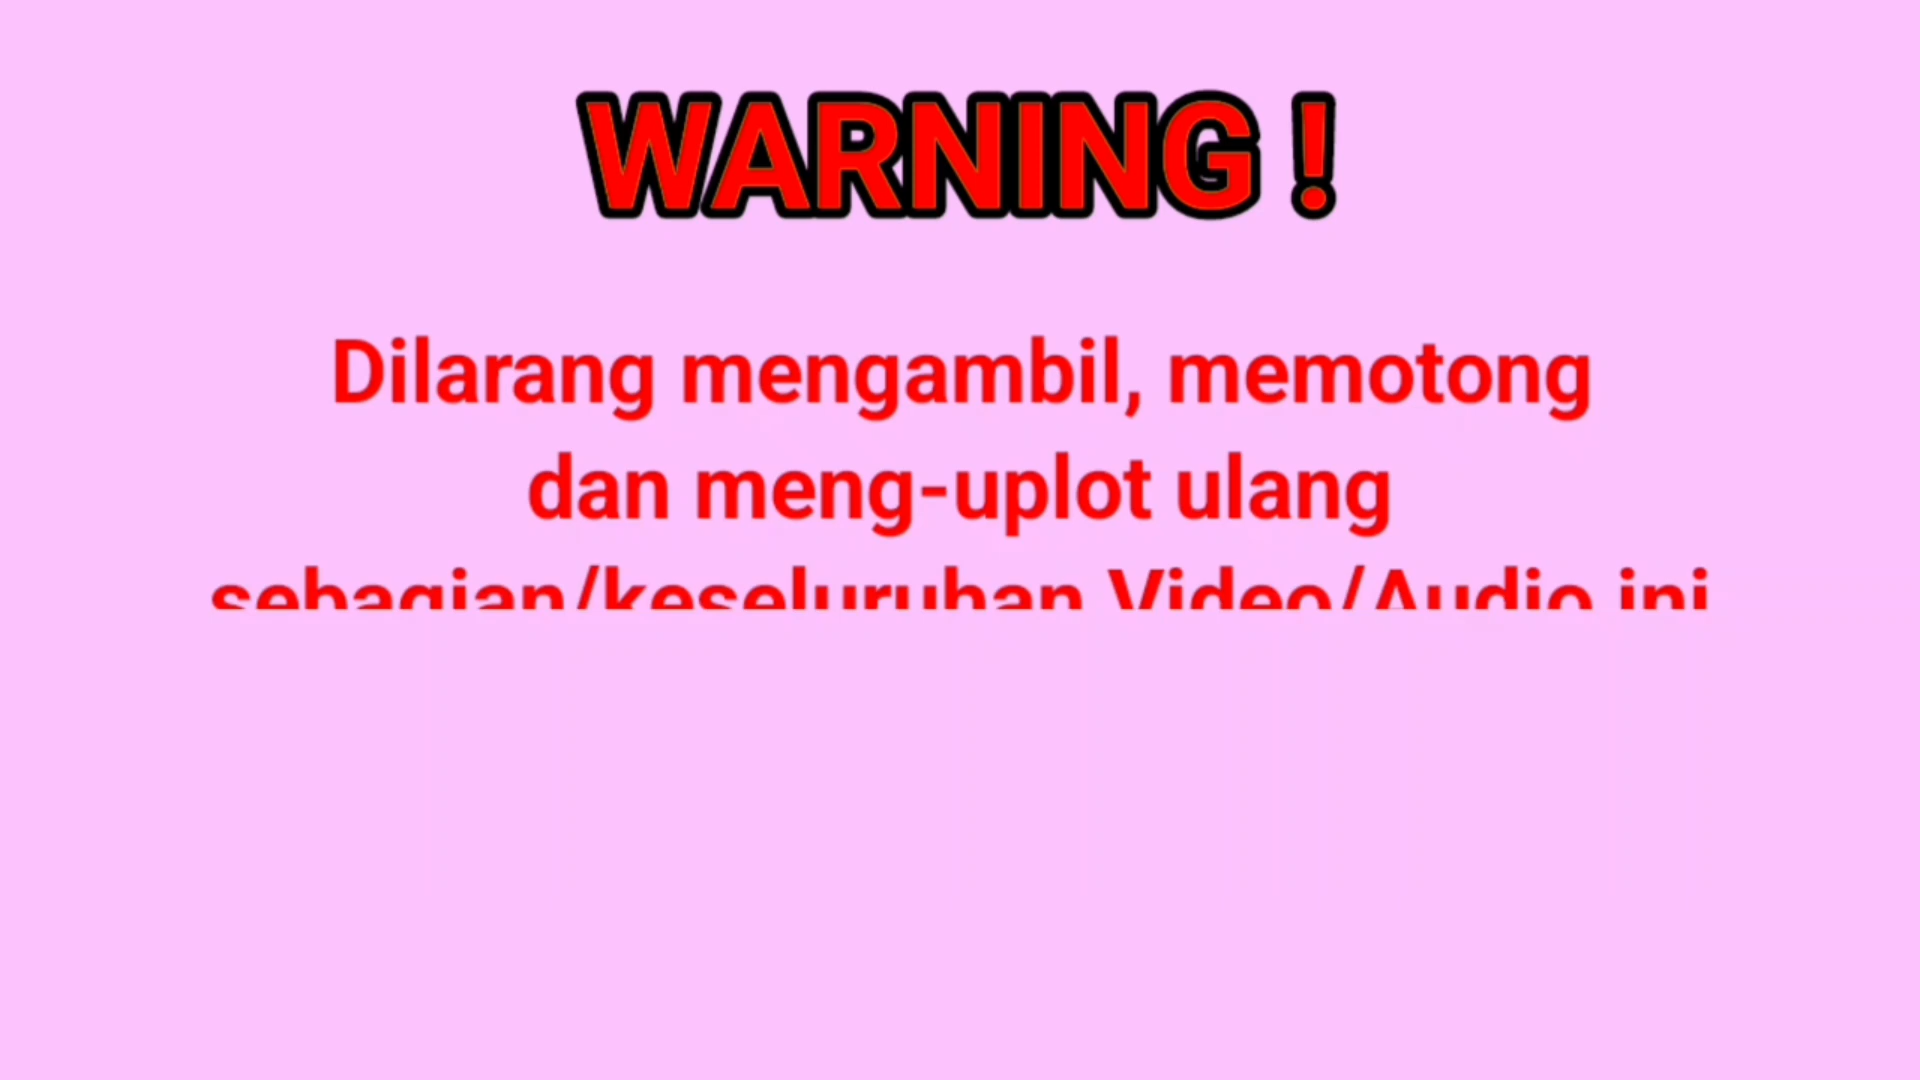 WARNING !
Dilarang mengambil, memotong
dan meng-uplot ulang
sebagian/keseluruhan Video/Audio ini